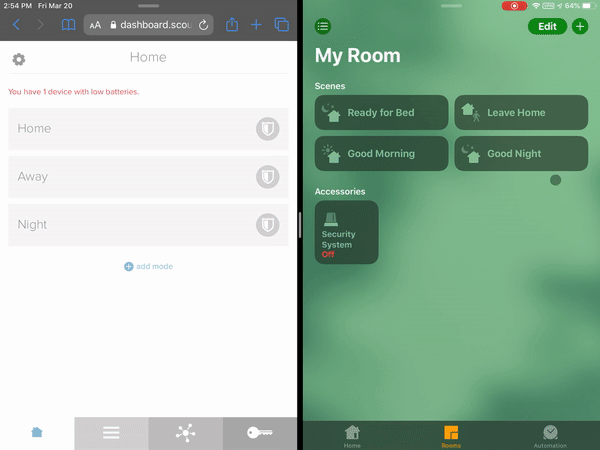 2:54 PM Fri Mar 20
64%
AA dashboard.scou
Home
You have 1 device with low batteries.
Home
Away
Night
add mode
Edit
My Room
Scenes
Ready for Bed
Leave Home
Good Morning
Good Night
Accessories
Security
System
Off
Home
Rooms
Automation